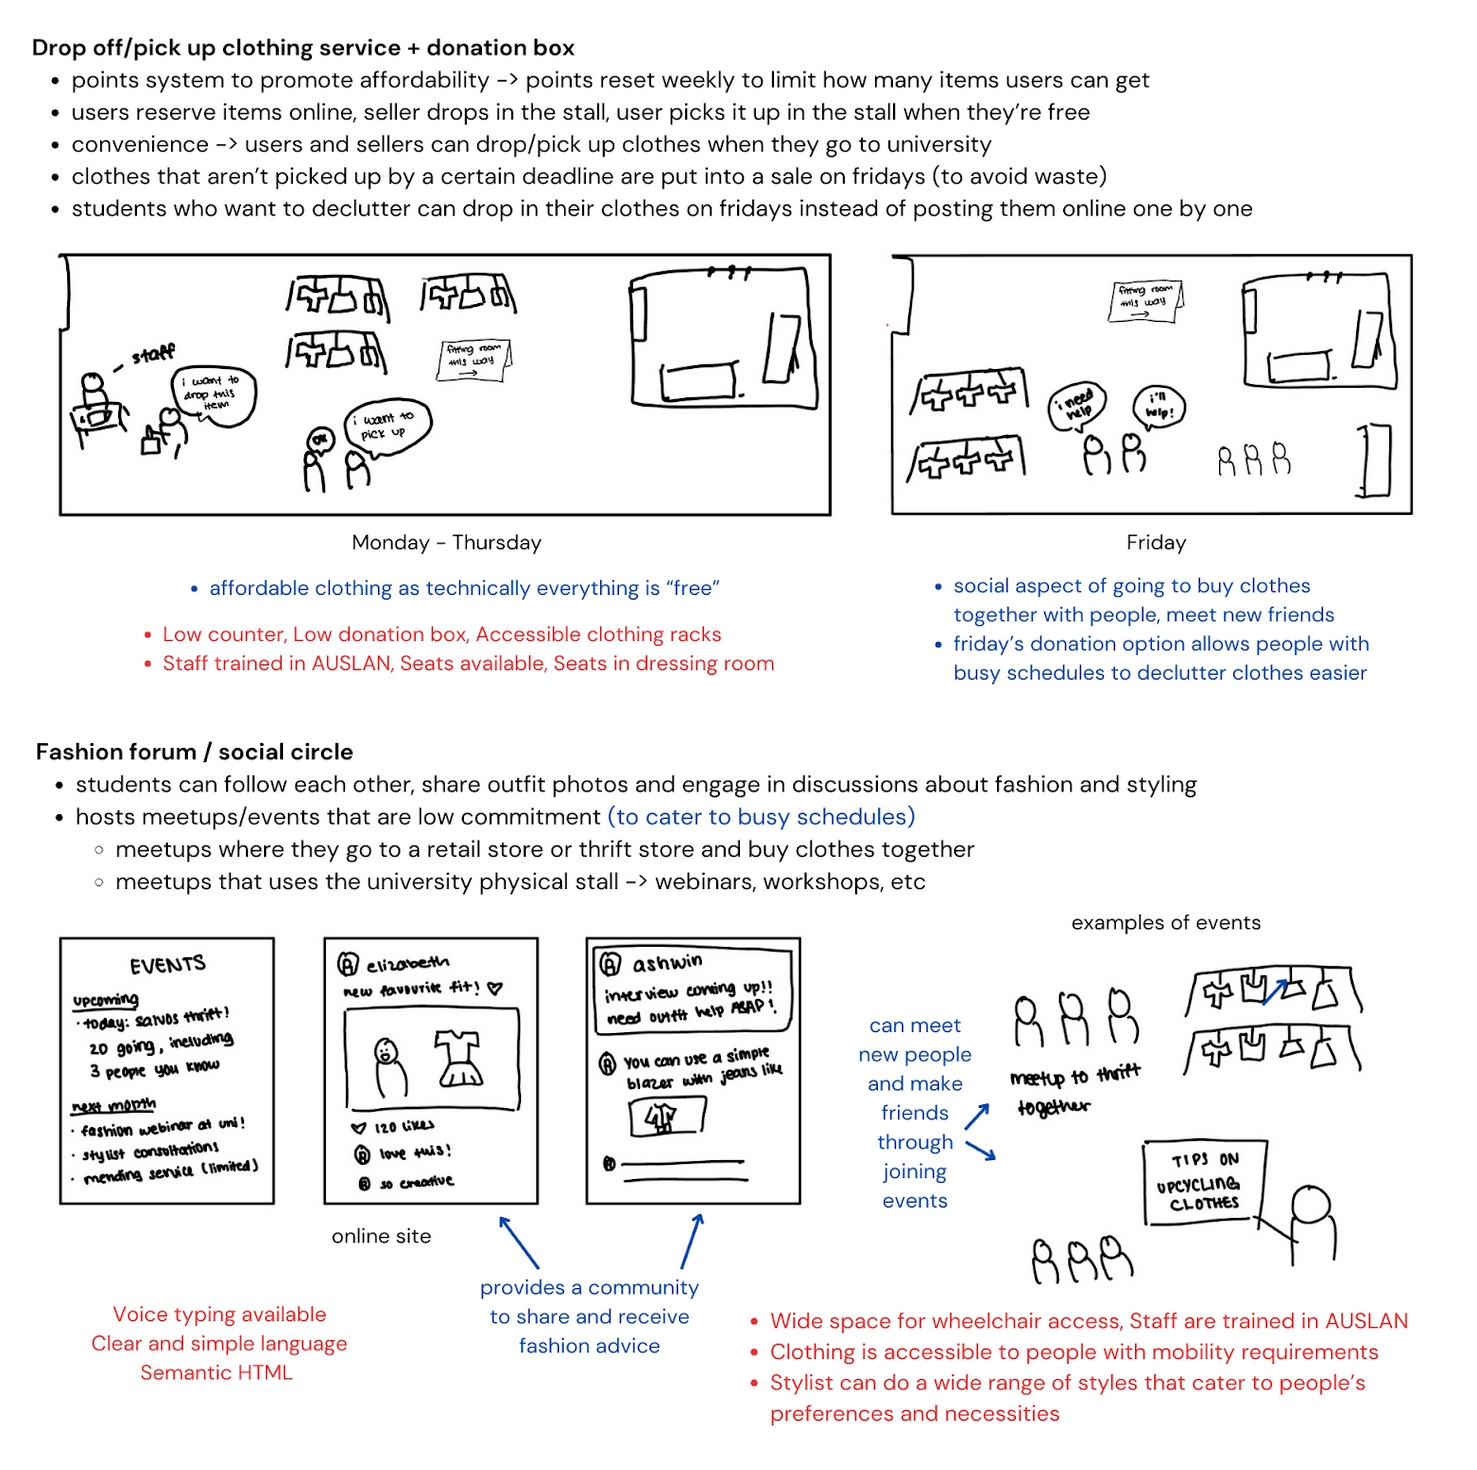 Drop off/pick up clothing service + donation box
• points system to promote affordability -> points reset weekly to limit how many items users can get
• users reserve items online, seller drops in the stall, user picks it up in the stall when they're free
• convenience -> users and sellers can drop/pick up clothes when they go to university
• clothes that aren't picked up by a certain deadline are put into a sale on fridays (to avoid waste)
• students who want to declutter can drop in their clothes on fridays instead of posting them online one by one
staff
i want to
drop this
item
fitting room
this way
→
OK
i want to
pick up
fitting room
this way
→
i need
help
i'll
help!
Monday - Thursday
• affordable clothing as technically everything is "free"
• Low counter, Low donation box, Accessible clothing racks
• Staff trained in AUSLAN, Seats available, Seats in dressing room
Friday
• social aspect of going to buy clothes
together with people, meet new friends
• friday's donation option allows people with
busy schedules to declutter clothes easier
Fashion forum / social circle
• students can follow each other, share outfit photos and engage in discussions about fashion and styling
• hosts meetups/events that are low commitment (to cater to busy schedules)
◦ meetups where they go to a retail store or thrift store and buy clothes together
◦ meetups that uses the university physical stall -> webinars, workshops, etc
EVENTS
upcoming
• today: salvos thrift!
20 going, including
3 people you know
next month
• fashion webinar at uni!
• stylist consultations
• mending service (limited)
elizabeth
new favourite fit! ♡
♡ 120 likes
love this!
so creative
online site
ashwin
interview coming up!!
need outfit help ASAP!
you can use a simple
blazer with jeans like
provides a community
to share and receive
fashion advice
Voice typing available
Clear and simple language
Semantic HTML
examples of events
can meet
new people
and make
friends
through
joining
events
meetup to thrift
together
TIPS ON
UPCYCLING
CLOTHES
• Wide space for wheelchair access, Staff are trained in AUSLAN
• Clothing is accessible to people with mobility requirements
• Stylist can do a wide range of styles that cater to people's
preferences and necessities